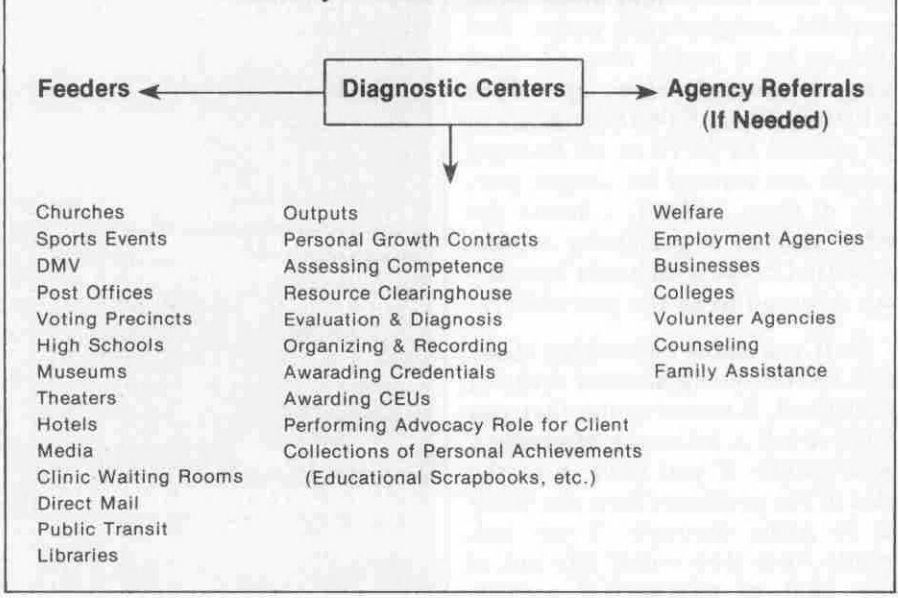 Feeders
Diagnostic Centers
Agency Referrals
(If Needed)
Churches
Sports Events
DMV
Post Offices
Voting Precincts
High Schools
Museums
Theaters
Hotels
Media
Clinic Waiting Rooms
Direct Mail
Public Transit
Libraries
Outputs
Personal Growth Contracts
Assessing Competence
Resource Clearinghouse
Evaluation & Diagnosis
Organizing & Recording
Awarading Credentials
Awarding CEUs
Performing Advocacy Role for Client
Collections of Personal Achievements
(Educational Scrapbooks, etc.)
Welfare
Employment Agencies
Businesses
Colleges
Volunteer Agencies
Counseling
Family Assistance